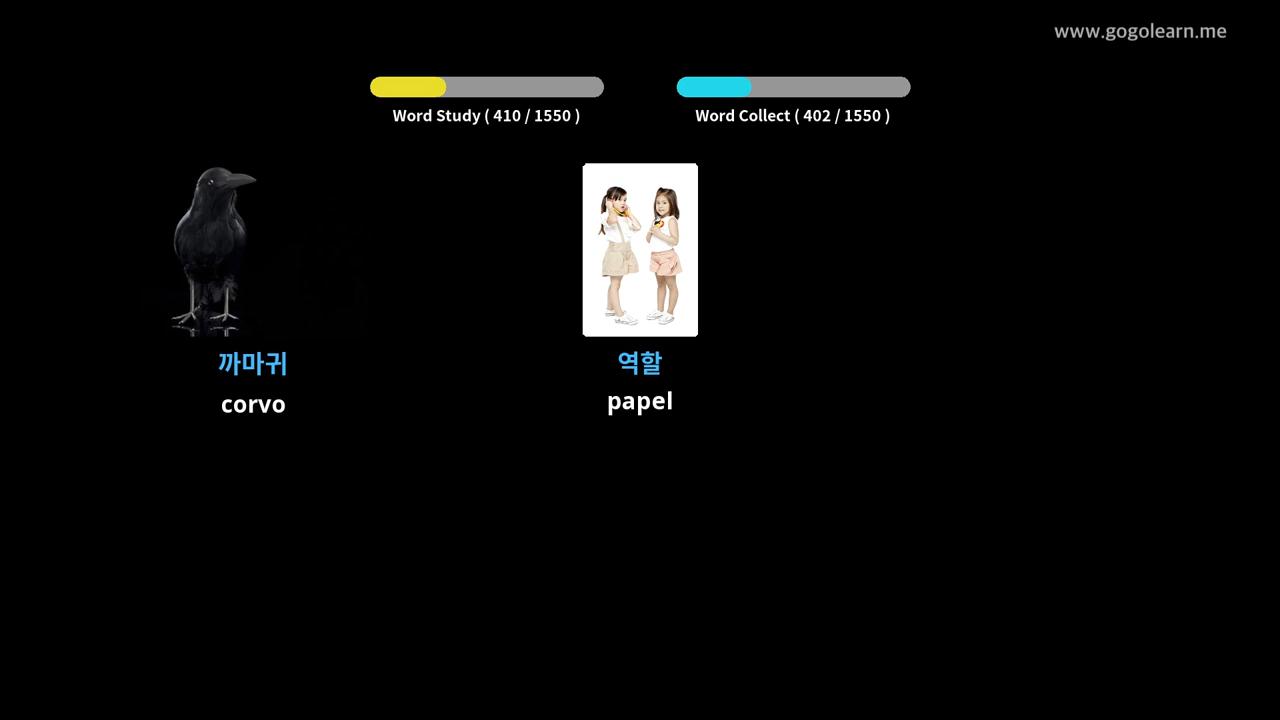 www.gogolearn.me
Word Study ( 410 / 1550 )
Word Collect ( 402 / 1550 )
까마귀
corvo
역할
papel